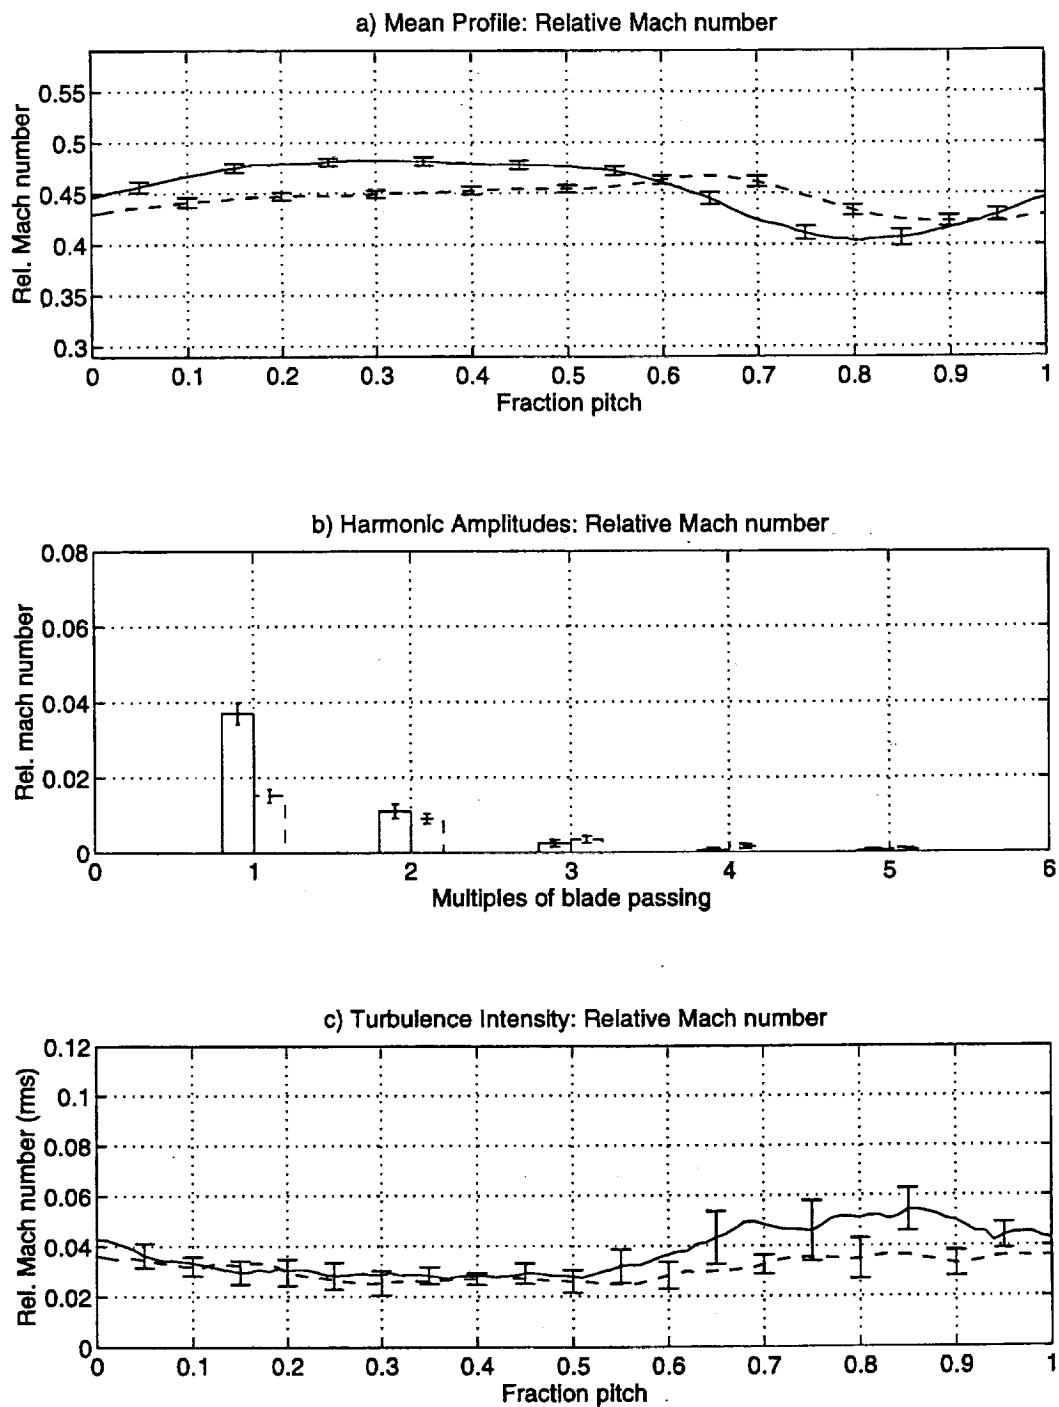 a) Mean Profile: Relative Mach number
Rel. Mach number
0.55
0.5
0.45
0.4
0.35
0.3
0 0.1 0.2 0.3 0.4 0.5 0.6 0.7 0.8 0.9 1
Fraction pitch
b) Harmonic Amplitudes: Relative Mach number
Rel. mach number
0.08
0.06
0.04
0.02
0
0 1 2 3 4 5 6
Multiples of blade passing
c) Turbulence Intensity: Relative Mach number
Rel. Mach number (rms)
0.12
0.1
0.08
0.06
0.04
0.02
0
0 0.1 0.2 0.3 0.4 0.5 0.6 0.7 0.8 0.9 1
Fraction pitch